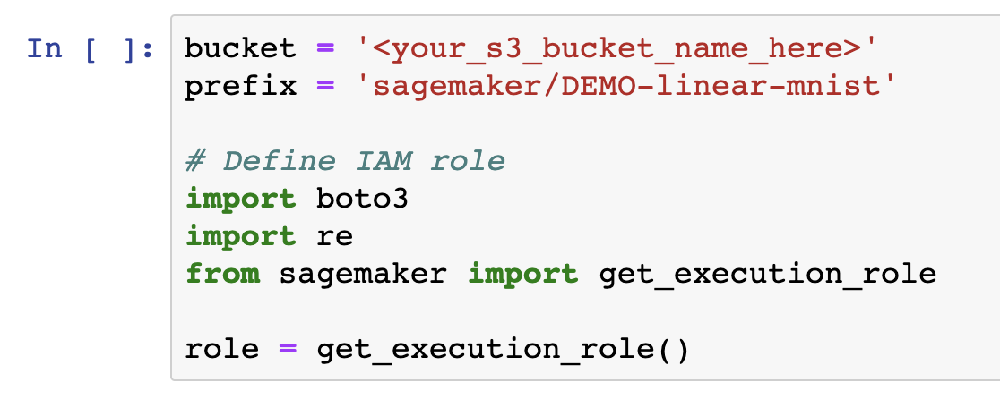 In [ ]: bucket = '<your_s3_bucket_name_here>'
prefix = 'sagemaker/DEMO-linear-mnist'
# Define IAM role
import boto3
import re
from sagemaker import get_execution_role
role = get_execution_role()